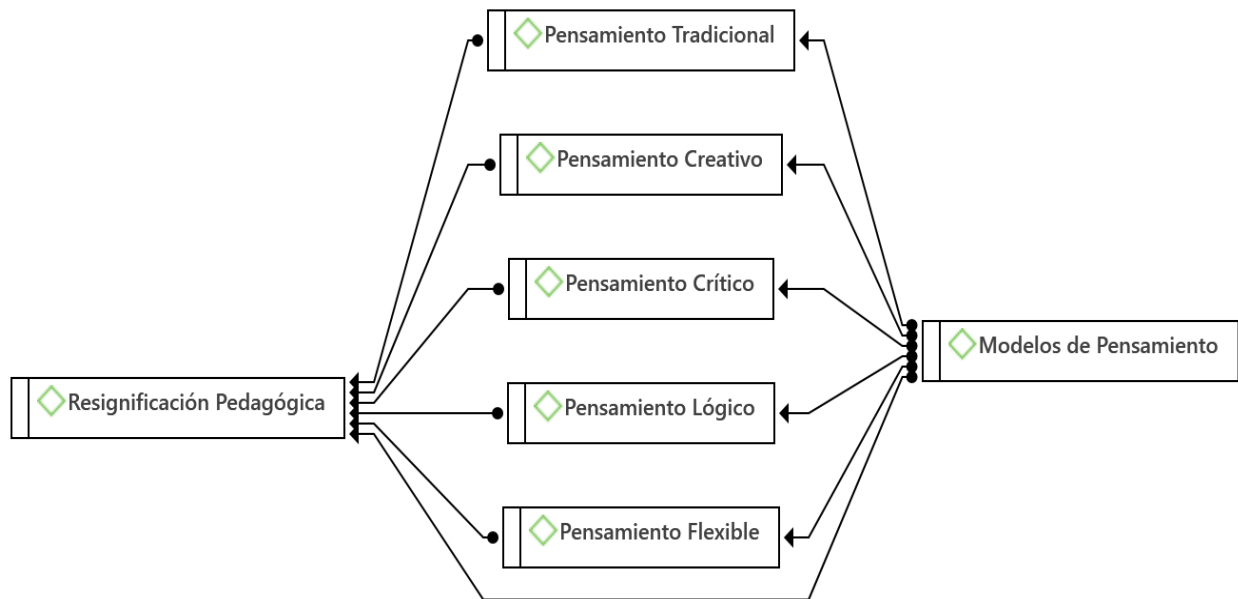 Pensamiento Tradicional
Pensamiento Creativo
Pensamiento Crítico
Modelos de Pensamiento
Resignificación Pedagógica
Pensamiento Lógico
Pensamiento Flexible